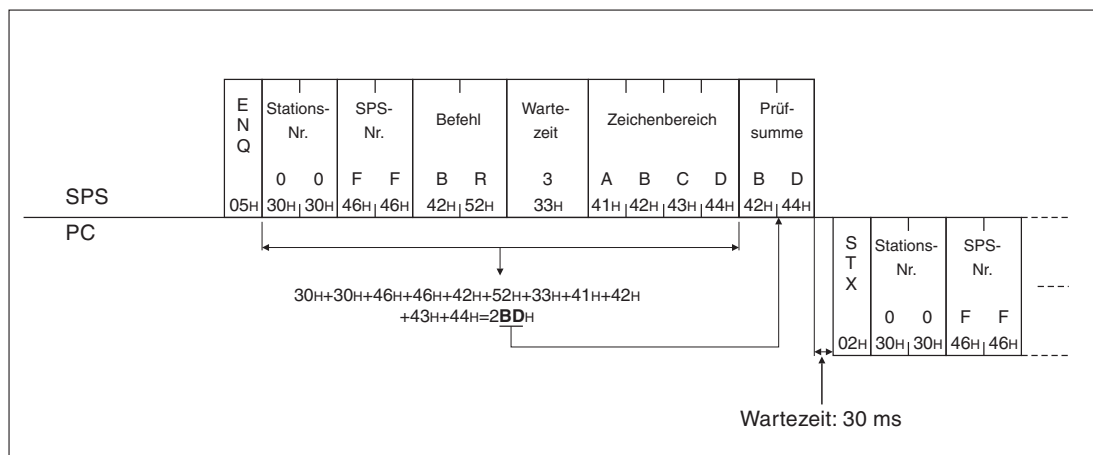 E
N
Q
05H
Stations-
Nr.
0 0
30H 30H
SPS-
Nr.
F F
46H 46H
Befehl
B R
42H 52H
Warte-
zeit
3
33H
Zeichenbereich
A B C D
41H 42H 43H 44H
Prüf-
summe
B D
42H 44H
SPS
PC
30H+30H+46H+46H+42H+52H+33H+41H+42H
+43H+44H=2BDH
S
T
X
02H
Stations-
Nr.
0 0
30H 30H
SPS-
Nr.
F F
46H 46H
Wartezeit: 30 ms